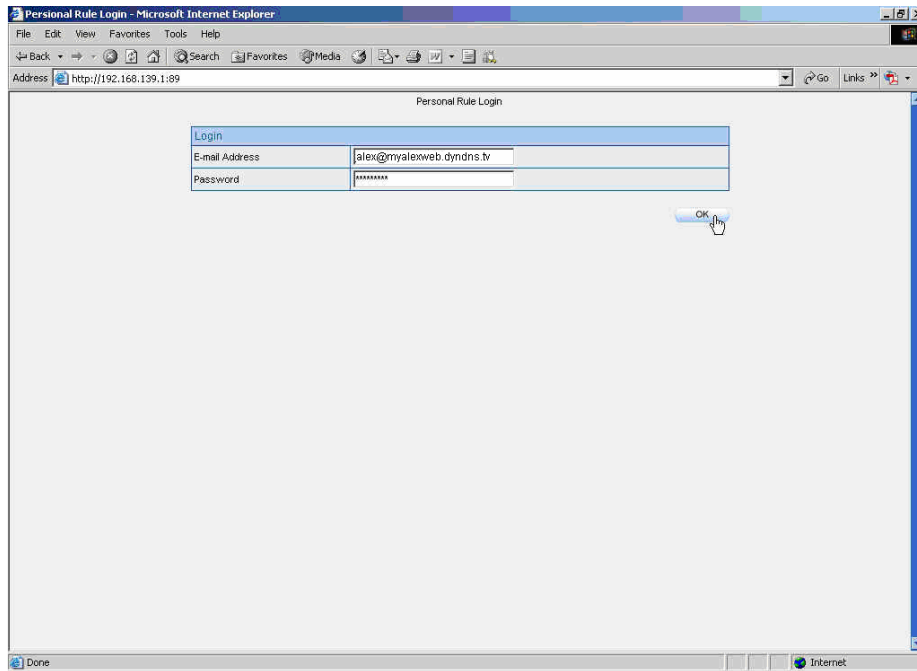 Personal Rule Login - Microsoft Internet Explorer
File Edit View Favorites Tools Help
Back Search Favorites Media
Address http://192.168.139.1:89 Go Links »
Personal Rule Login
Login
E-mail Address alex@myalexweb.dyndns.tv
Password *********
OK
Done Internet